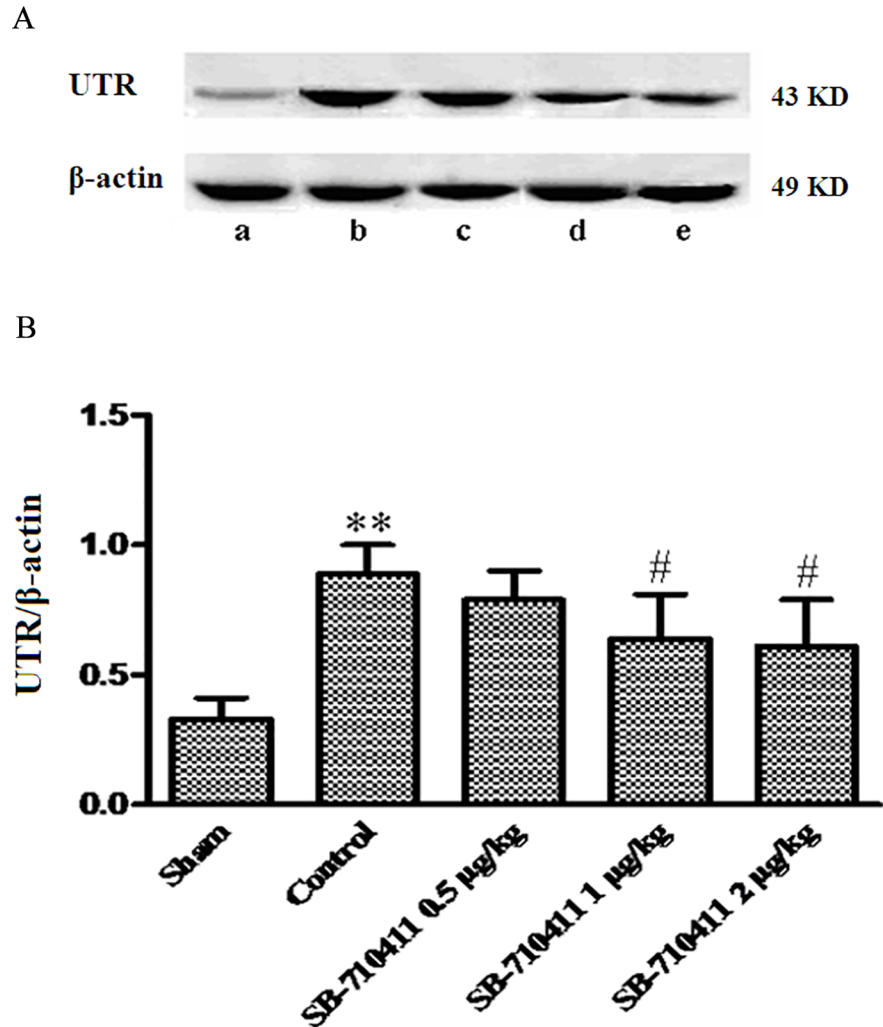 A
UTR
43 KD
β-actin
49 KD
a b c d e
B
UTR/β-actin
1.5
1.0
0.5
0.0
**
#
#
Sham
Control
SB-710411 0.5 µg/kg
SB-710411 1 µg/kg
SB-710411 2 µg/kg